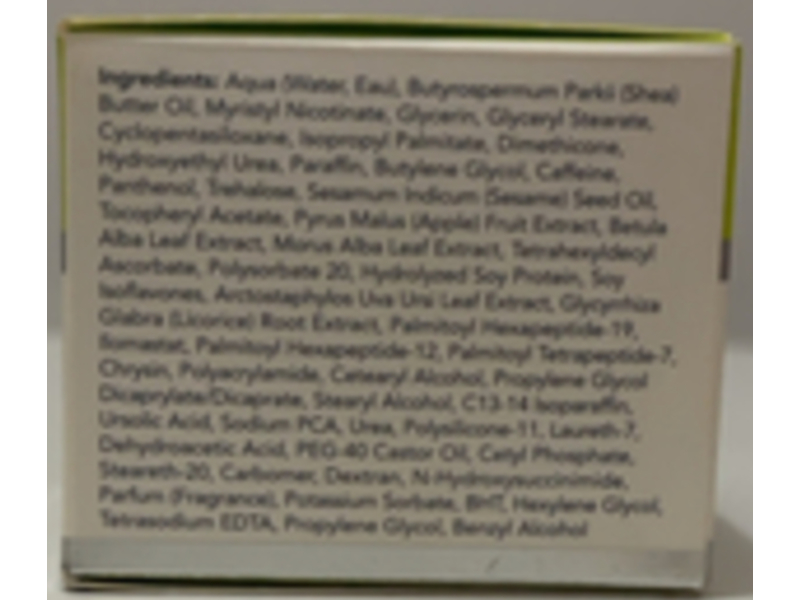 Ingredients: Aqua (Water, Eau), Butyrospermum Parkii (Shea)
Butter Oil, Myristyl Nicotinate, Glycerin, Glyceryl Stearate,
Cyclopentasiloxane, Isopropyl Palmitate, Dimethicone,
Hydroxyethyl Urea, Paraffin, Butylene Glycol, Caffeine,
Panthenol, Trehalose, Sesamum Indicum (Sesame) Seed Oil,
Tocopheryl Acetate, Pyrus Malus (Apple) Fruit Extract, Betula
Alba Leaf Extract, Morus Alba Leaf Extract, Tetrahexyldecyl
Ascorbate, Polysorbate 20, Hydrolyzed Soy Protein, Soy
Isoflavones, Arctostaphylos Uva Ursi Leaf Extract, Glycyrrhiza
Glabra (Licorice) Root Extract, Palmitoyl Hexapeptide-19,
Ilomastat, Palmitoyl Hexapeptide-12, Palmitoyl Tetrapeptide-7,
Chrysin, Polyacrylamide, Cetearyl Alcohol, Propylene Glycol
Dicaprylate/Dicaprate, Stearyl Alcohol, C13-14 Isoparaffin,
Ursolic Acid, Sodium PCA, Urea, Polysilicone-11, Laureth-7,
Dehydroacetic Acid, PEG-40 Castor Oil, Cetyl Phosphate,
Steareth-20, Carbomer, Dextran, N-Hydroxysuccinimide,
Parfum (Fragrance), Potassium Sorbate, BHT, Hexylene Glycol,
Tetrasodium EDTA, Propylene Glycol, Benzyl Alcohol